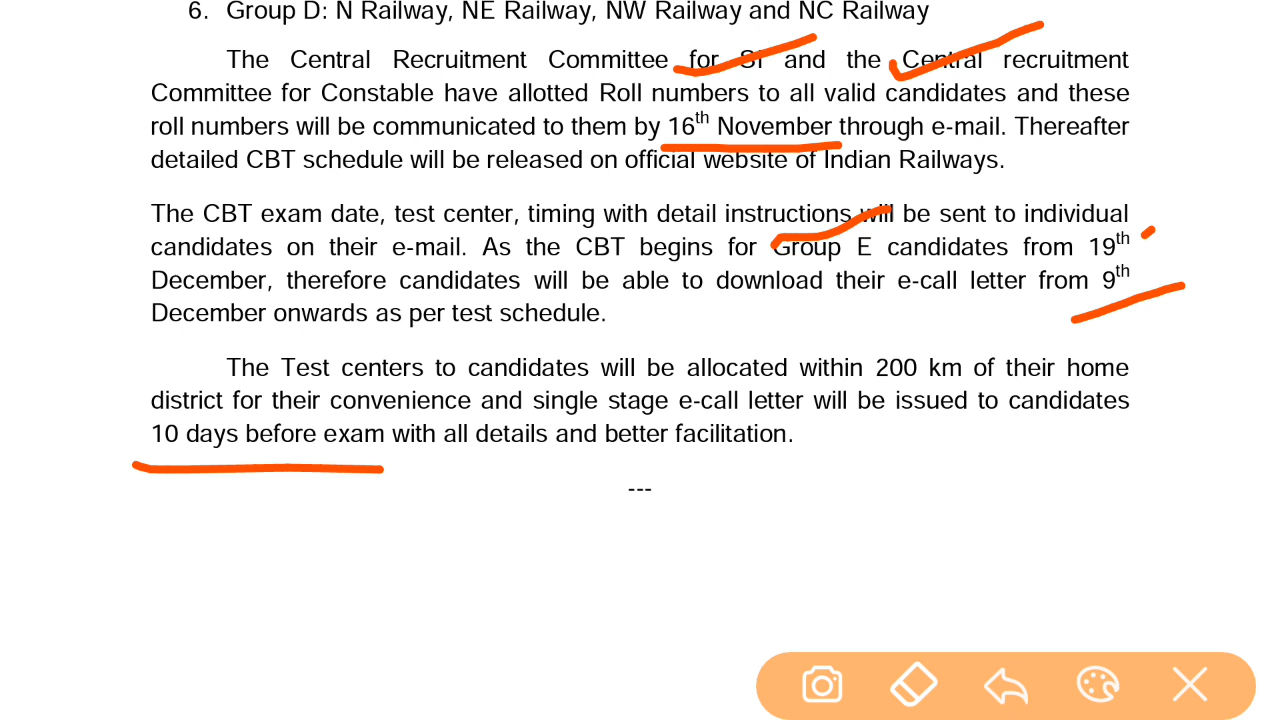 6. Group D: N Railway, NE Railway, NW Railway and NC Railway
The Central Recruitment Committee for SI and the Central recruitment
Committee for Constable have allotted Roll numbers to all valid candidates and these
roll numbers will be communicated to them by 16th November through e-mail. Thereafter
detailed CBT schedule will be released on official website of Indian Railways.
The CBT exam date, test center, timing with detail instructions will be sent to individual
candidates on their e-mail. As the CBT begins for Group E candidates from 19th
December, therefore candidates will be able to download their e-call letter from 9th
December onwards as per test schedule.
The Test centers to candidates will be allocated within 200 km of their home
district for their convenience and single stage e-call letter will be issued to candidates
10 days before exam with all details and better facilitation.
---